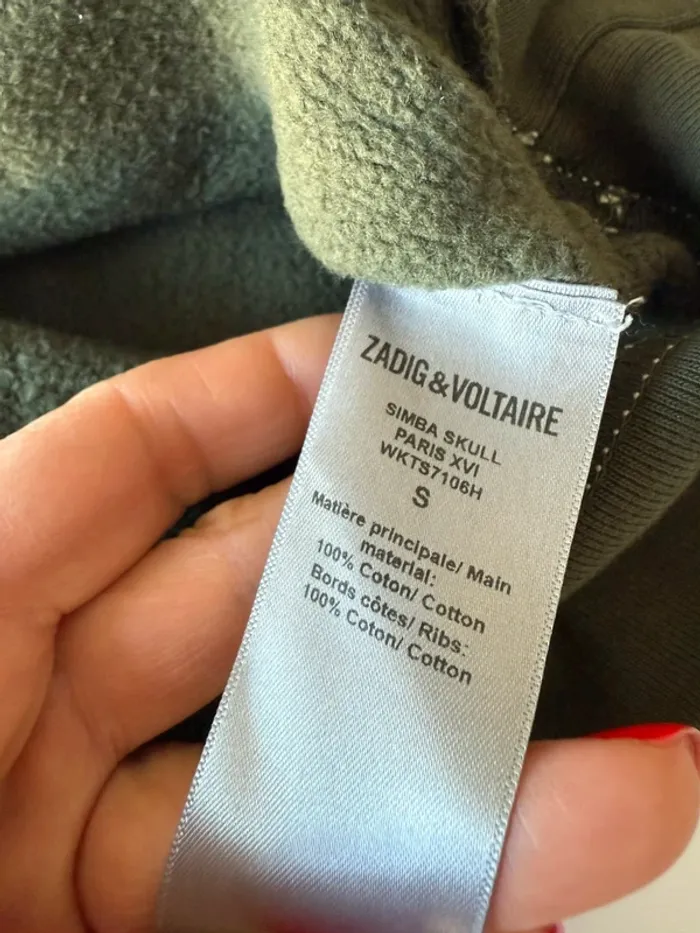 ZADIG&VOLTAIRE
SIMBA SKULL
PARIS XVI
WKTS7106H
S
Matière principale/ Main
material:
100% Coton/ Cotton
Bords côtes/ Ribs:
100% Coton/ Cotton